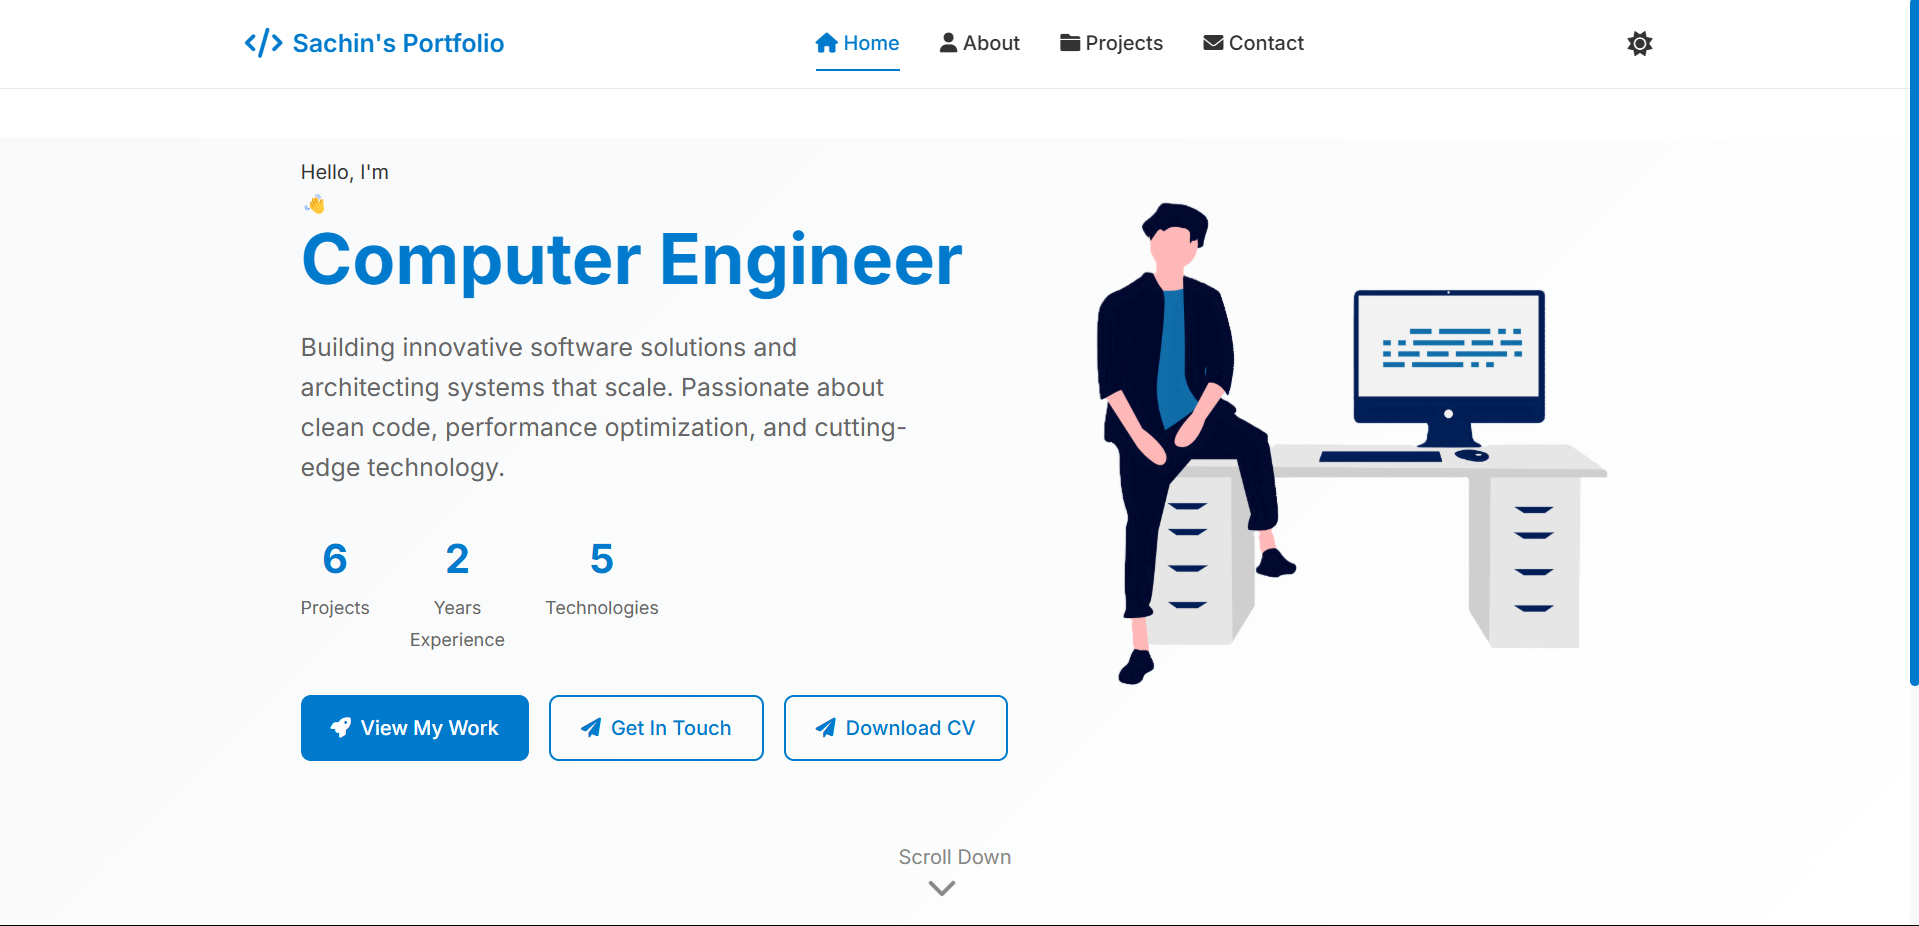 </> Sachin's Portfolio
Home
About
Projects
Contact
Hello, I'm
👋
Computer Engineer
Building innovative software solutions and
architecting systems that scale. Passionate about
clean code, performance optimization, and cutting-
edge technology.
6
Projects
2
Years
Experience
5
Technologies
View My Work
Get In Touch
Download CV
Scroll Down